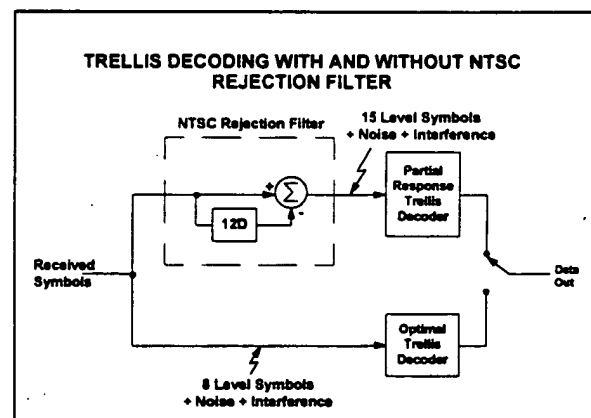 TRELLIS DECODING WITH AND WITHOUT NTSC
REJECTION FILTER
15 Level Symbols
+ Noise + Interference
NTSC Rejection Filter
+
Σ
-
12D
Partial
Response
Trellis
Decoder
Received
Symbols
Data
Out
Optimal
Trellis
Decoder
8 Level Symbols
+ Noise + Interference